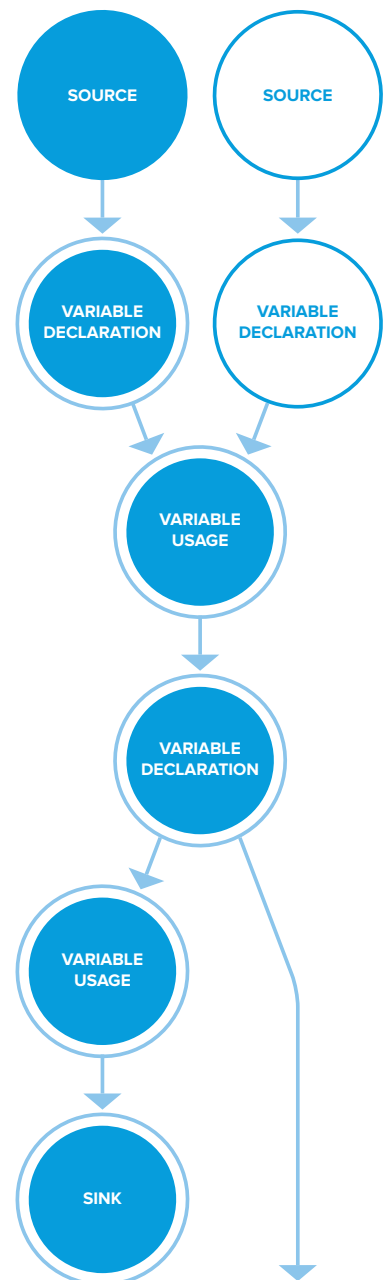 SOURCE
SOURCE
VARIABLE
DECLARATION
VARIABLE
DECLARATION
VARIABLE
USAGE
VARIABLE
DECLARATION
VARIABLE
USAGE
SINK